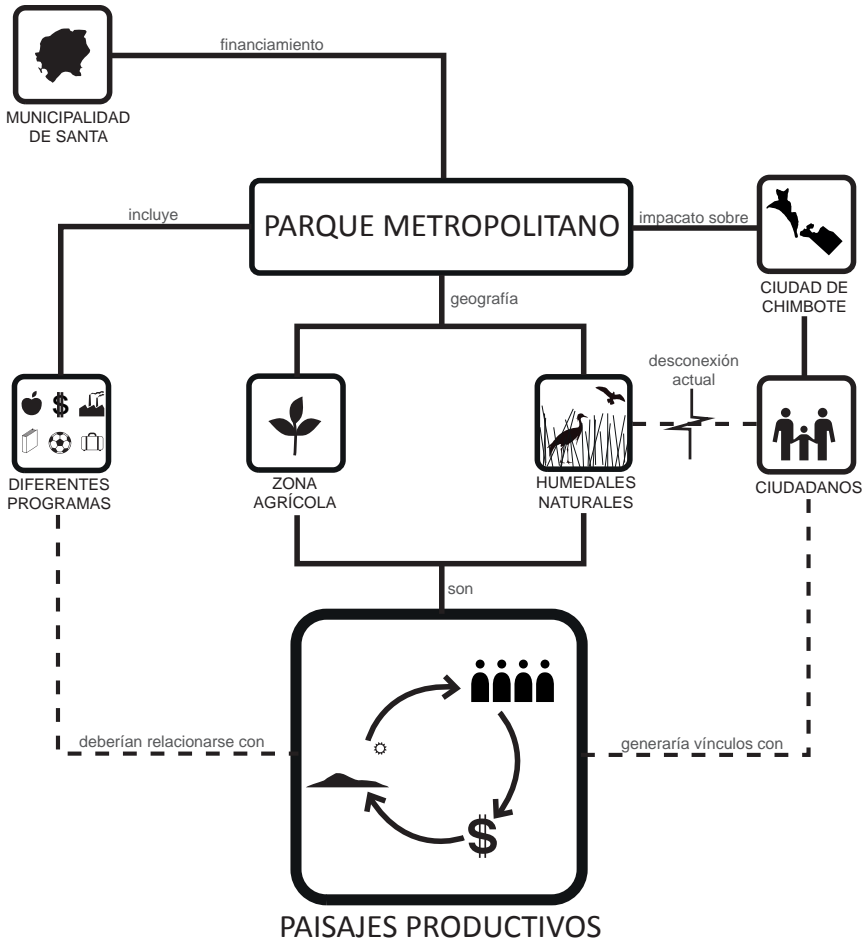 financiamiento
MUNICIPALIDAD
DE SANTA
incluye
PARQUE METROPOLITANO
impacato sobre
CIUDAD DE
CHIMBOTE
geografía
desconexión
actual
$
DIFERENTES
PROGRAMAS
ZONA
AGRÍCOLA
HUMEDALES
NATURALES
CIUDADANOS
son
deberían relacionarse con
generaría vínculos con
$
PAISAJES PRODUCTIVOS